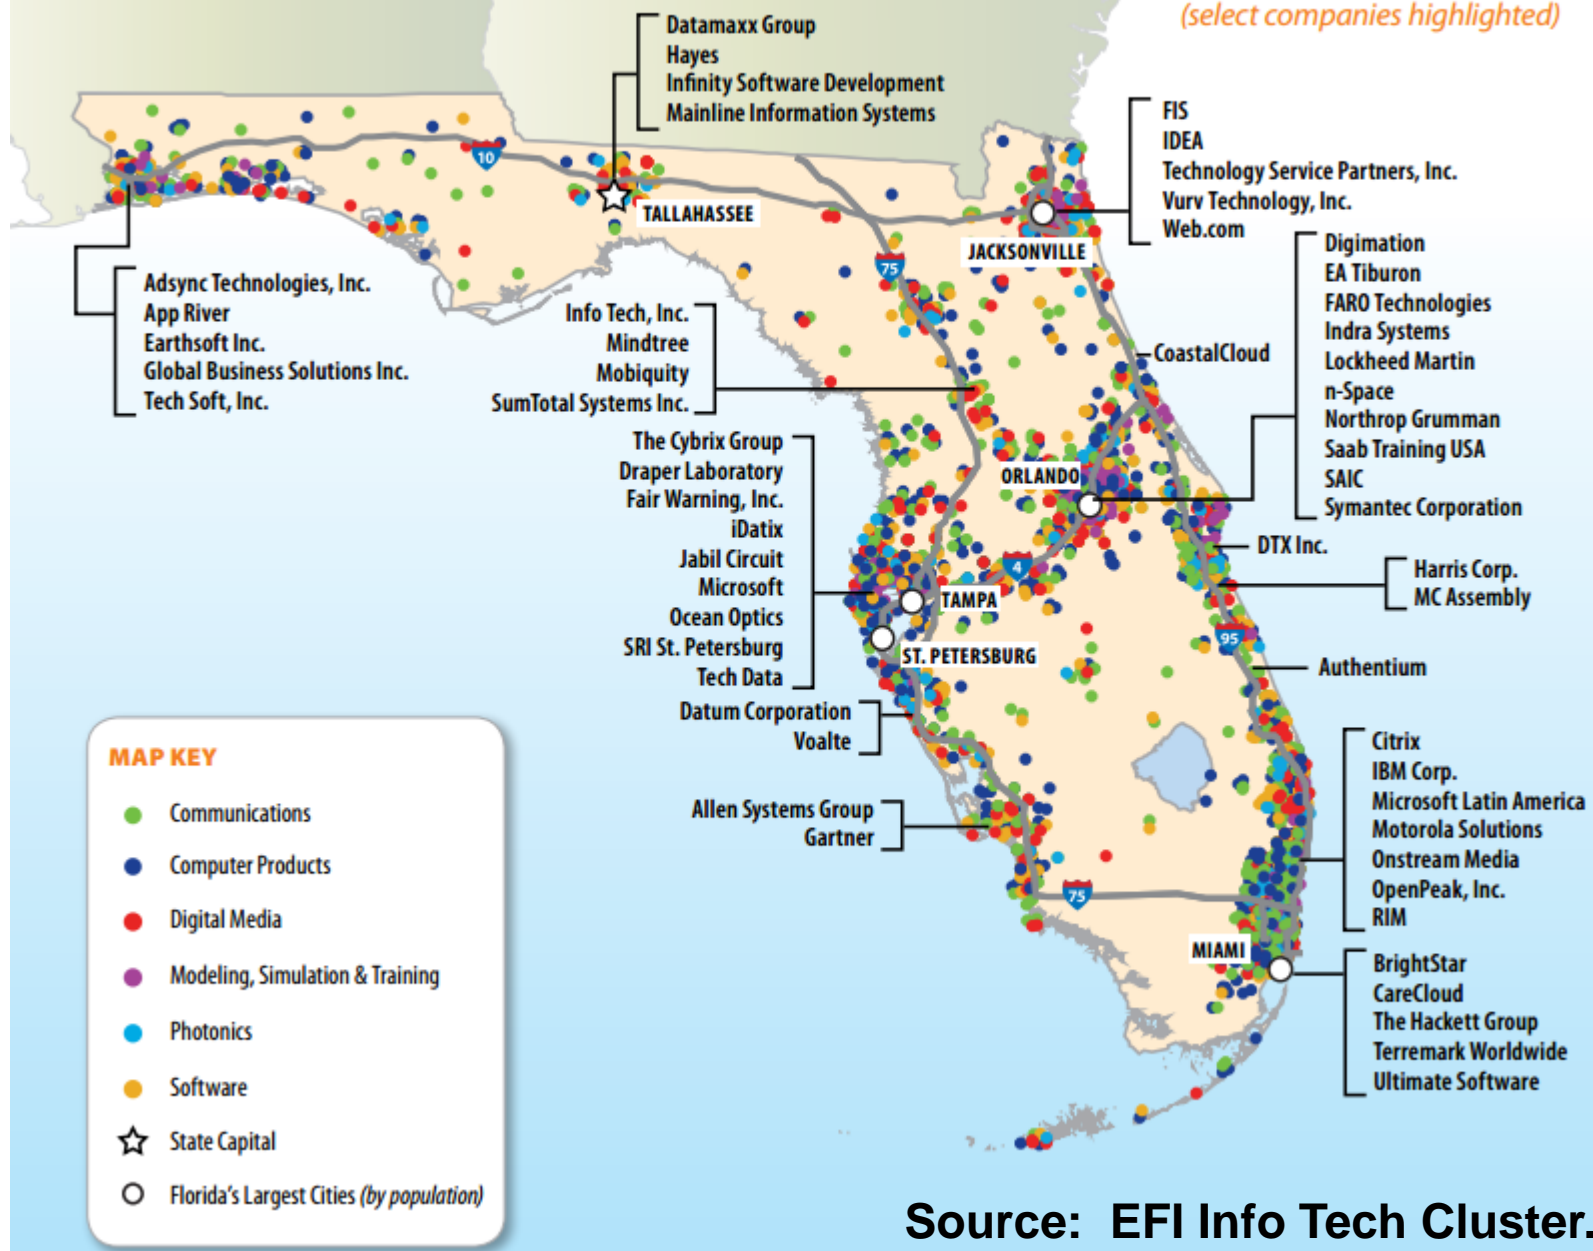 (select companies highlighted)
Datamaxx Group
Hayes
Infinity Software Development
Mainline Information Systems
FIS
IDEA
Technology Service Partners, Inc.
Vurv Technology, Inc.
Web.com
10
TALLAHASSEE
JACKSONVILLE
75
Adsync Technologies, Inc.
App River
Earthsoft Inc.
Global Business Solutions Inc.
Tech Soft, Inc.
Info Tech, Inc.
Mindtree
Mobiquity
SumTotal Systems Inc.
CoastalCloud
Digimation
EA Tiburon
FARO Technologies
Indra Systems
Lockheed Martin
n-Space
Northrop Grumman
Saab Training USA
SAIC
Symantec Corporation
The Cybrix Group
Draper Laboratory
Fair Warning, Inc.
iDatix
Jabil Circuit
Microsoft
Ocean Optics
SRI St. Petersburg
Tech Data
ORLANDO
DTX Inc.
4
Harris Corp.
MC Assembly
TAMPA
95
ST. PETERSBURG
Authentium
Datum Corporation
Voalte
Citrix
IBM Corp.
Microsoft Latin America
Motorola Solutions
Onstream Media
OpenPeak, Inc.
RIM
Allen Systems Group
Gartner
75
MIAMI
BrightStar
CareCloud
The Hackett Group
Terremark Worldwide
Ultimate Software
MAP KEY
Communications
Computer Products
Digital Media
Modeling, Simulation & Training
Photonics
Software
State Capital
Florida's Largest Cities (by population)
Source: EFI Info Tech Cluster.